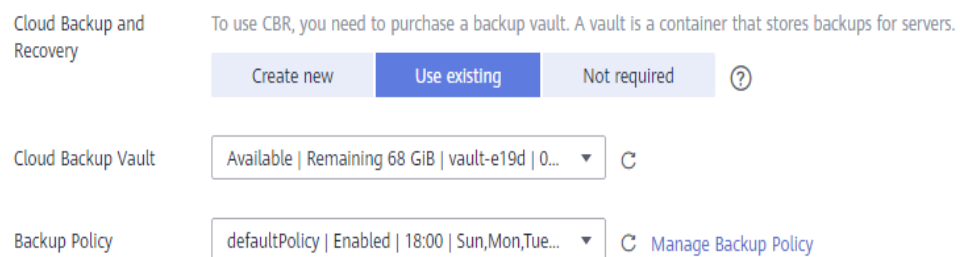 Cloud Backup and Recovery
To use CBR, you need to purchase a backup vault. A vault is a container that stores backups for servers.
Create new
Use existing
Not required
?
Cloud Backup Vault
Available | Remaining 68 GiB | vault-e19d | 0...
Backup Policy
defaultPolicy | Enabled | 18:00 | Sun,Mon,Tue...
Manage Backup Policy